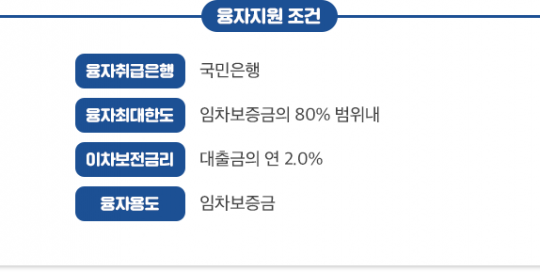 융자지원 조건
융자취급은행 국민은행
융자최대한도 임차보증금의 80% 범위내
이차보전금리 대출금의 연 2.0%
융자용도 임차보증금